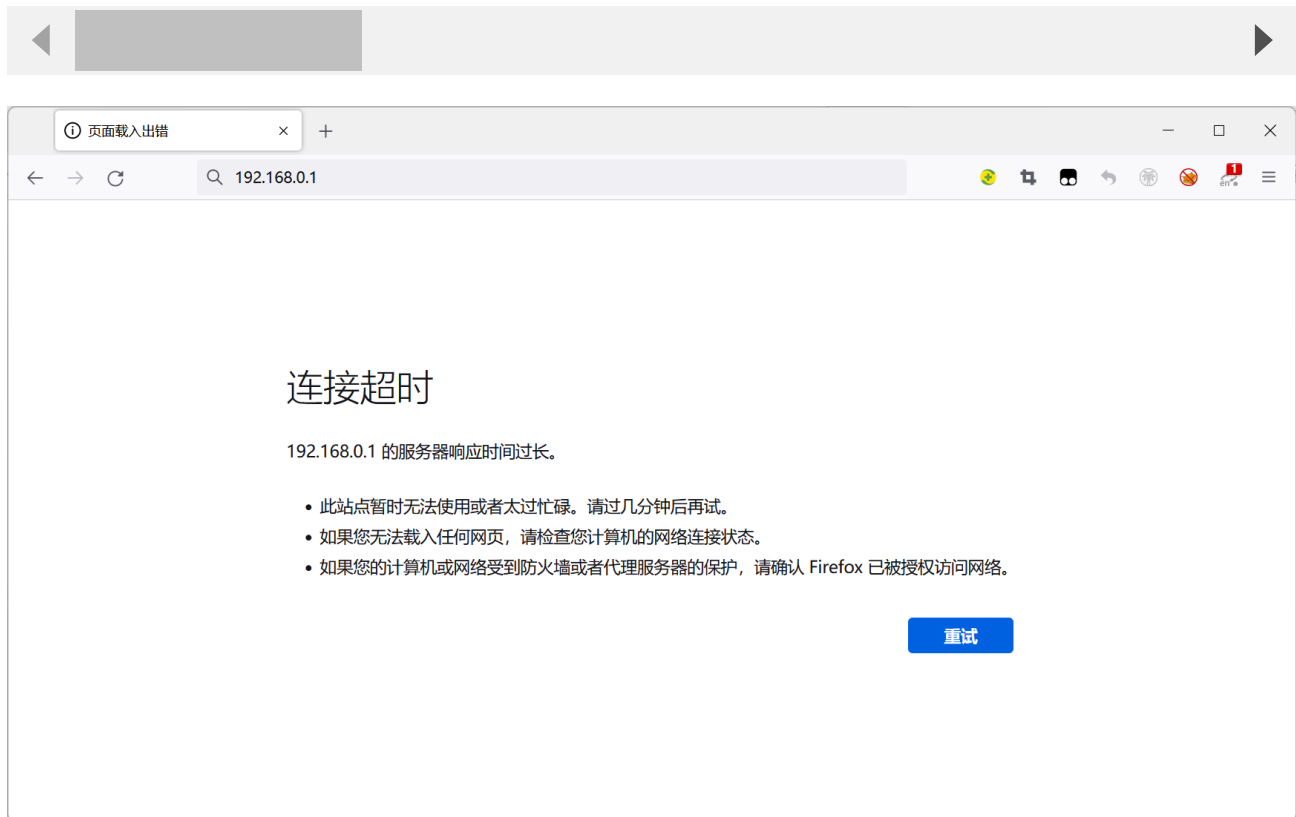 页面载入出错
192.168.0.1
1
en
连接超时
192.168.0.1 的服务器响应时间过长。
此站点暂时无法使用或者太过忙碌。请过几分钟后再试。
如果您无法载入任何网页，请检查您计算机的网络连接状态。
如果您的计算机或网络受到防火墙或者代理服务器的保护，请确认 Firefox 已被授权访问网络。
重试